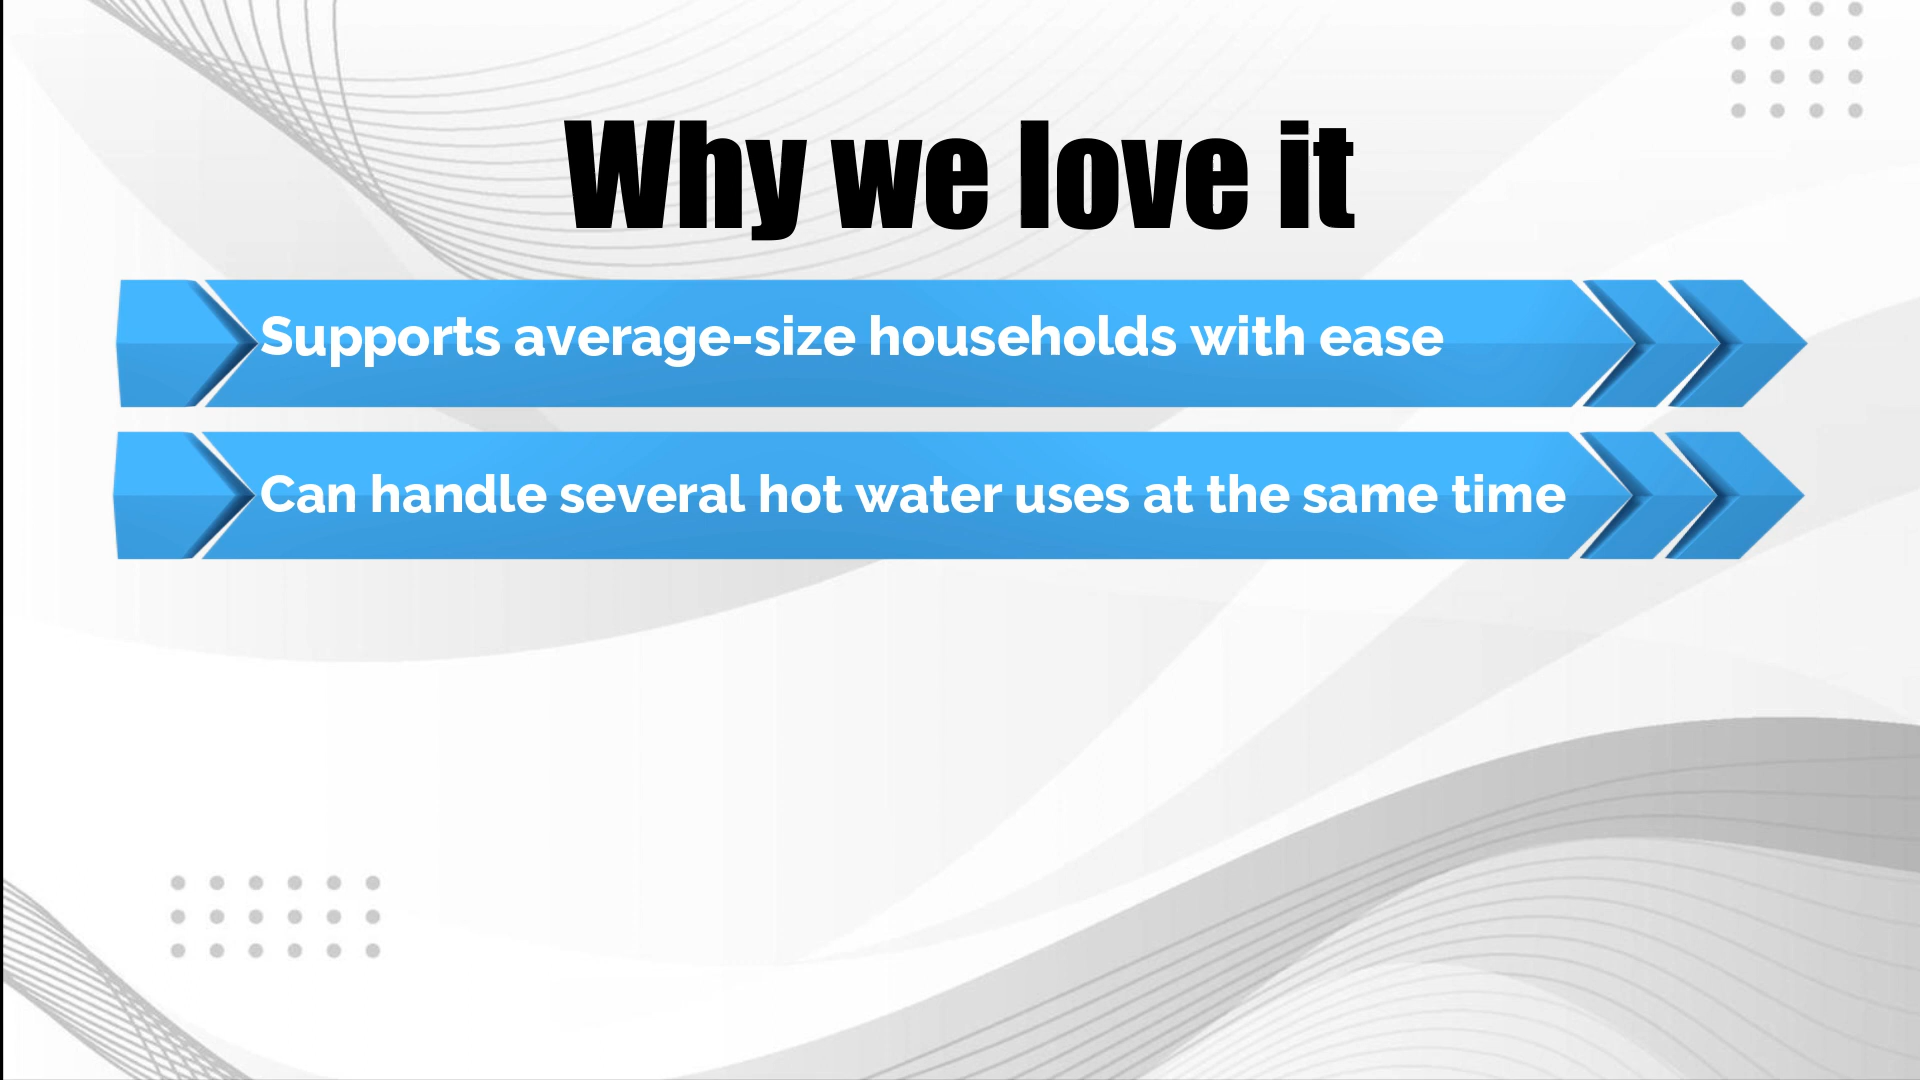 Why we love it
Supports average-size households with ease
Can handle several hot water uses at the same time